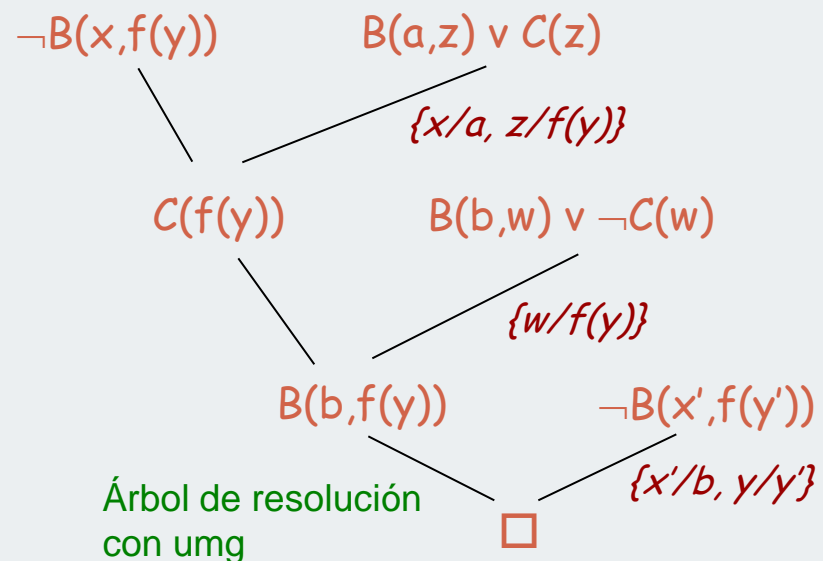 ¬B(x,f(y)) B(a,z) v C(z)
{x/a, z/f(y)}
C(f(y)) B(b,w) v ¬C(w)
{w/f(y)}
B(b,f(y)) ¬B(x',f(y'))
{x'/b, y/y'}
Árbol de resolución
con umg □